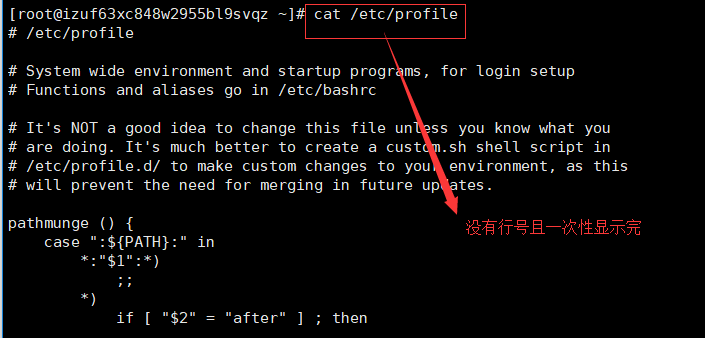 [root@izuf63xc848w2955bl9svqz ~]# cat /etc/profile
# /etc/profile

# System wide environment and startup programs, for login setup
# Functions and aliases go in /etc/bashrc

# It's NOT a good idea to change this file unless you know what you
# are doing. It's much better to create a custom.sh shell script in
# /etc/profile.d/ to make custom changes to your environment, as this
# will prevent the need for merging in future updates.

pathmunge () {
    case ":${PATH}:" in
        *:"$1":*)
            ;;
        *)
            if [ "$2" = "after" ] ; then
没有行号且一次性显示完